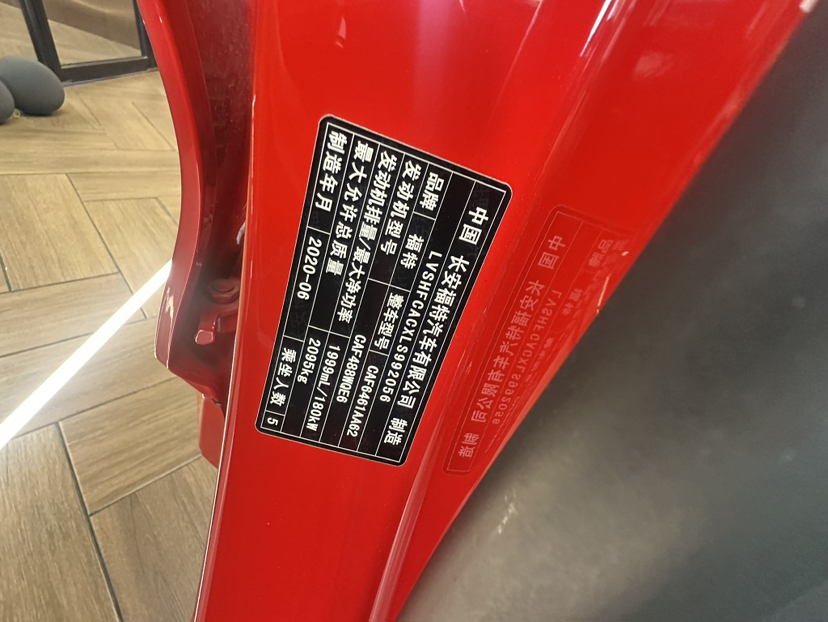 中国 长安福特汽车有限公司 制造
LVSHFCACXLS992056
品牌 福特 整车型号 CAF6461AA62
发动机型号 CAF488WQE6
发动机排量/最大净功率 1999ml/180kW
最大允许总质量 2095kg
制造年月 2020-06 乘坐人数 5